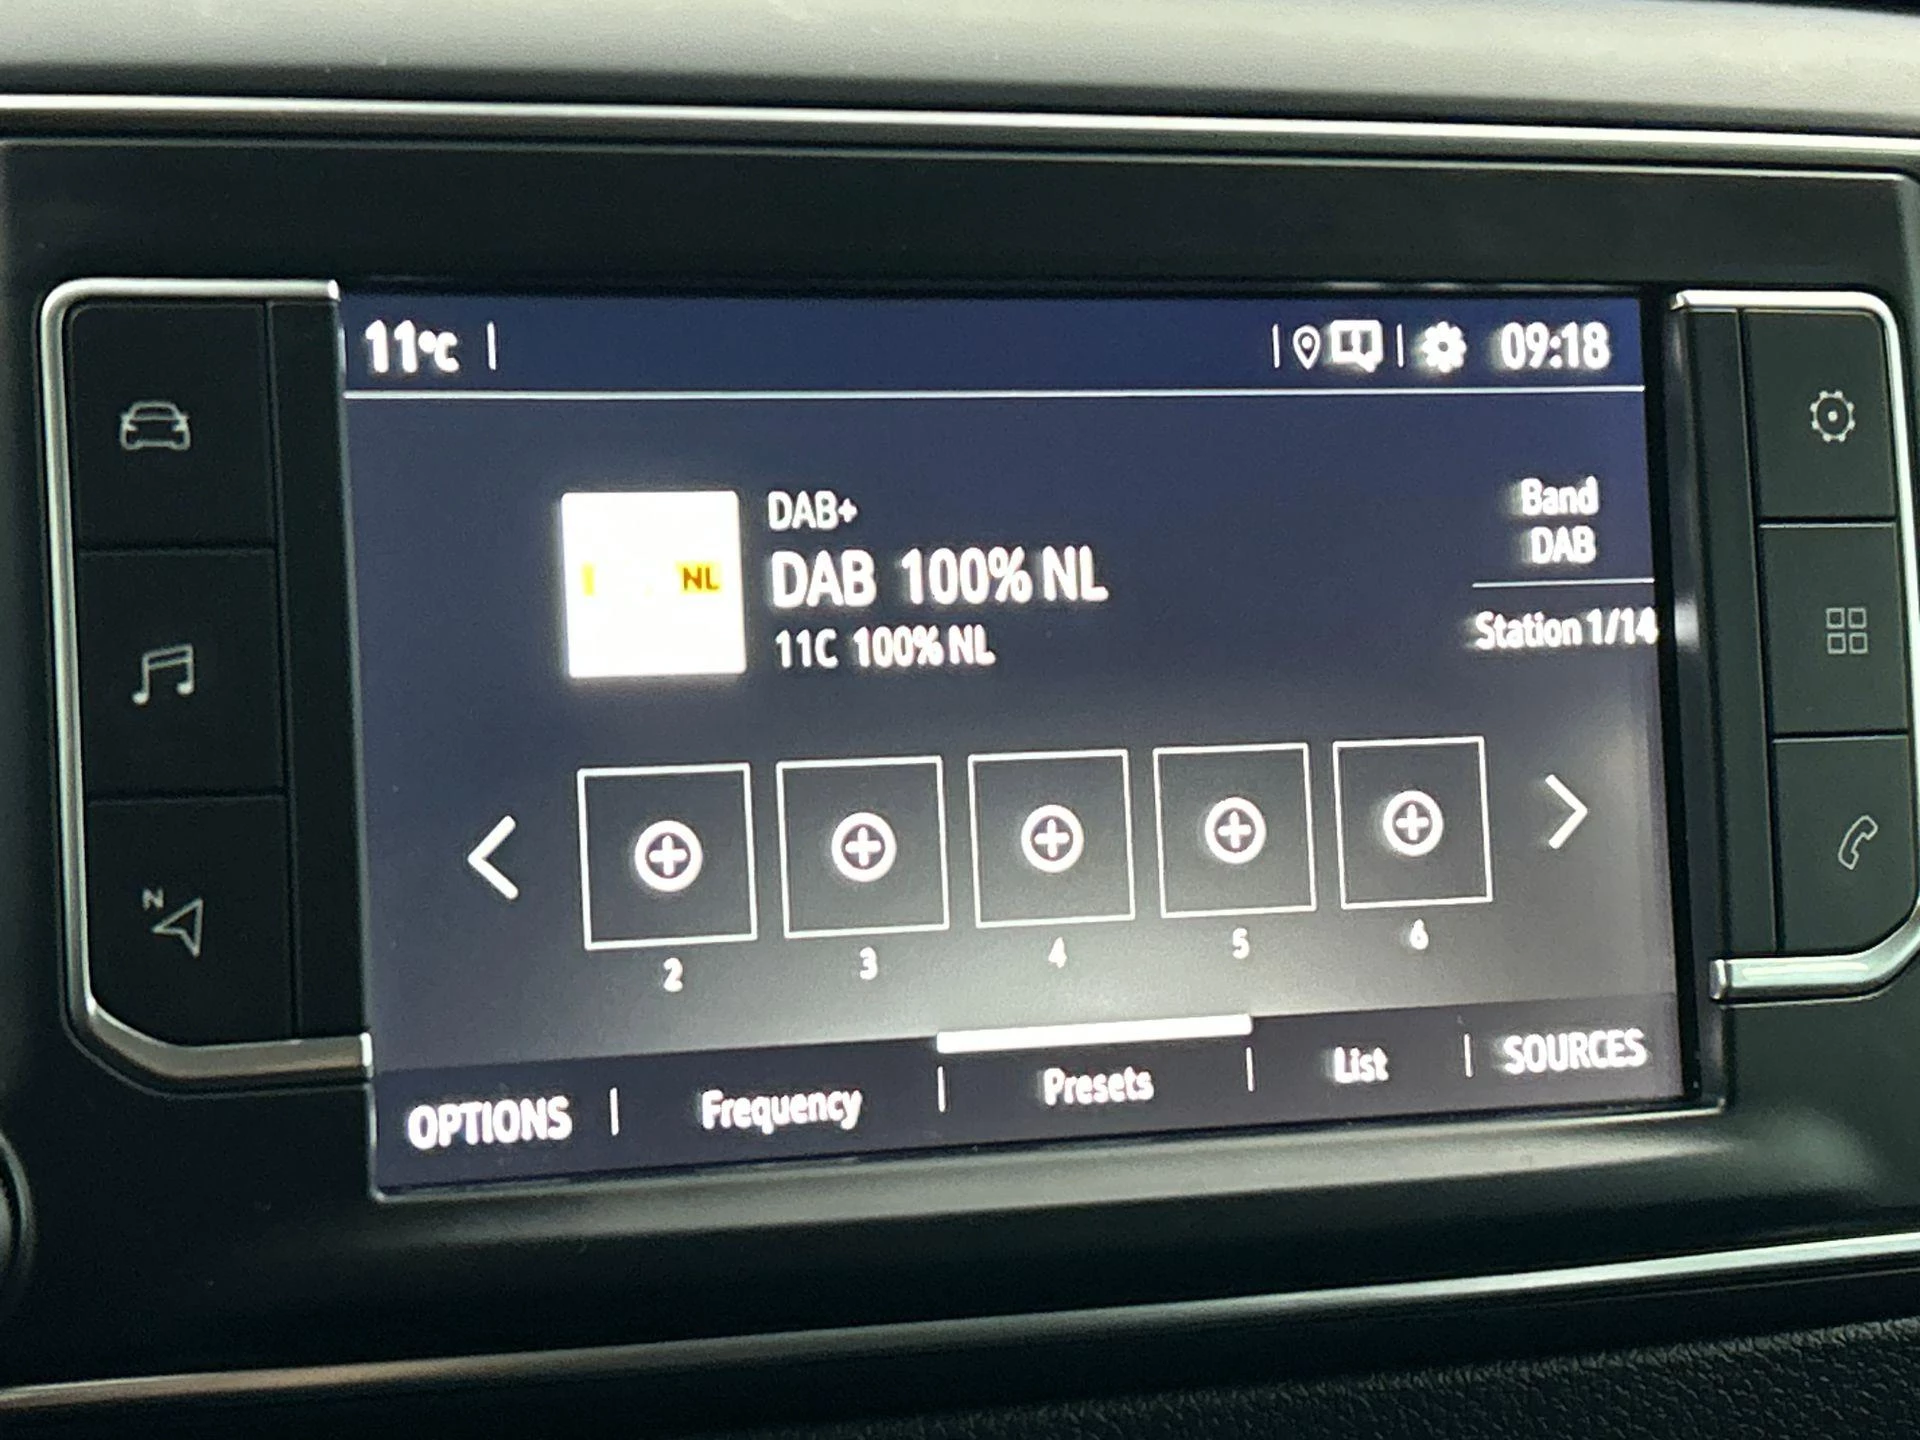 11°C
09:18
DAB+
DAB 100% NL
11C 100% NL
NL
Band
DAB
Station 1/14
2 3 4 5 6
OPTIONS Frequency Presets List SOURCES
N